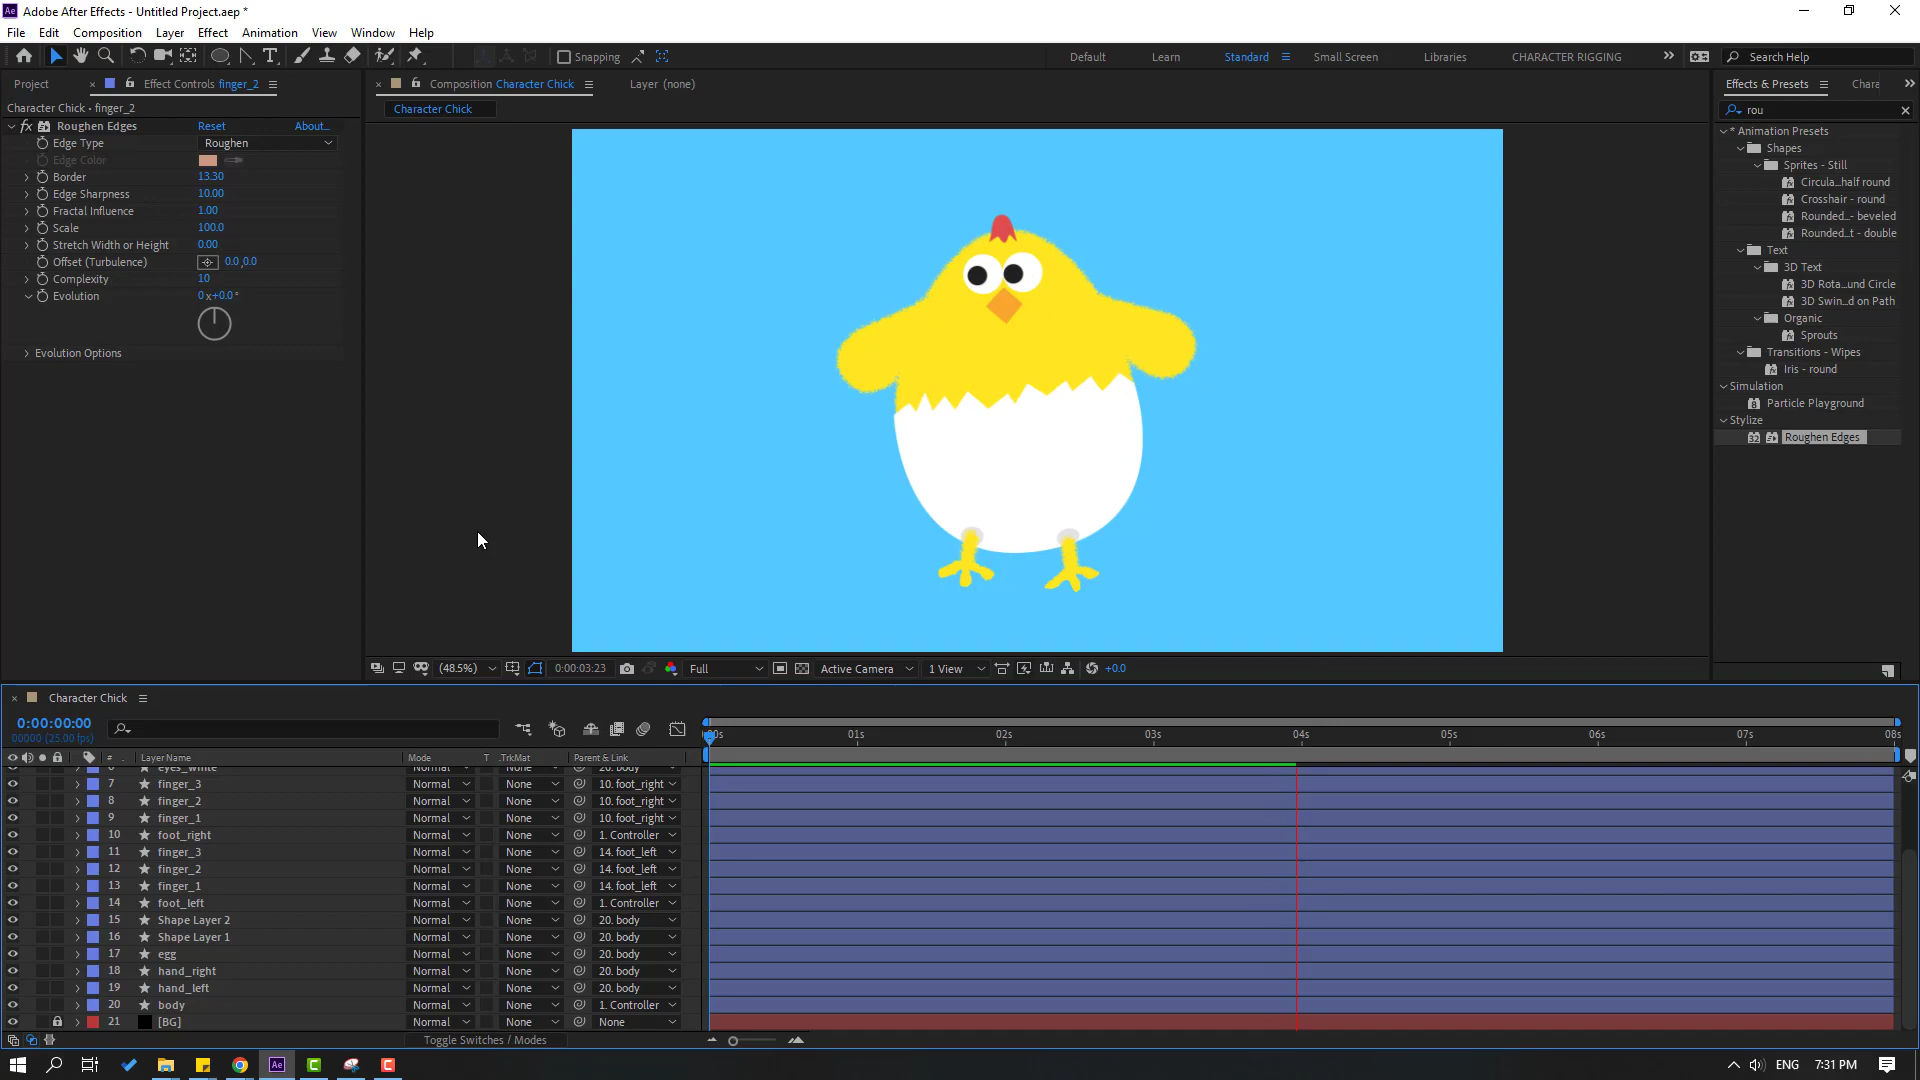 Adobe After Effects - Untitled Project.aep *
File Edit Composition Layer Effect Animation View Window Help
Snapping
Default Learn Standard Small Screen Libraries CHARACTER RIGGING
Search Help
Project
Effect Controls finger_2
Character Chick • finger_2
fx Roughen Edges Reset About...
Edge Type Roughen
Edge Color
Border 13.30
Edge Sharpness 10.00
Fractal Influence 1.00
Scale 100.0
Stretch Width or Height 0.00
Offset (Turbulence) 0.0,0.0
Complexity 10
Evolution 0x+0.0°
Evolution Options
Composition Character Chick
Layer (none)
Character Chick
(48.5%) 0:00:03:23 Full Active Camera 1 View +0.0
Effects & Presets Chara
rou
* Animation Presets
Shapes
Sprites - Still
Circula...half round
Crosshair - round
Rounded...- beveled
Rounded...t - double
Text
3D Text
3D Rota...und Circle
3D Swin...d on Path
Organic
Sprouts
Transitions - Wipes
Iris - round
Simulation
Particle Playground
Stylize
Roughen Edges
Character Chick
0:00:00:00
00000 (25.00 fps)
:00s 01s 02s 03s 04s 05s 06s 07s 08s
# . Layer Name Mode T .TrkMat Parent & Link
eyes_white Normal None 20. body
7 finger_3 Normal None 10. foot_right
8 finger_2 Normal None 10. foot_right
9 finger_1 Normal None 10. foot_right
10 foot_right Normal None 1. Controller
11 finger_3 Normal None 14. foot_left
12 finger_2 Normal None 14. foot_left
13 finger_1 Normal None 14. foot_left
14 foot_left Normal None 1. Controller
15 Shape Layer 2 Normal None 20. body
16 Shape Layer 1 Normal None 20. body
17 egg Normal None 20. body
18 hand_right Normal None 20. body
19 hand_left Normal None 20. body
20 body Normal None 1. Controller
21 [BG] Normal None None
Toggle Switches / Modes
Ae C C
ENG 7:31 PM